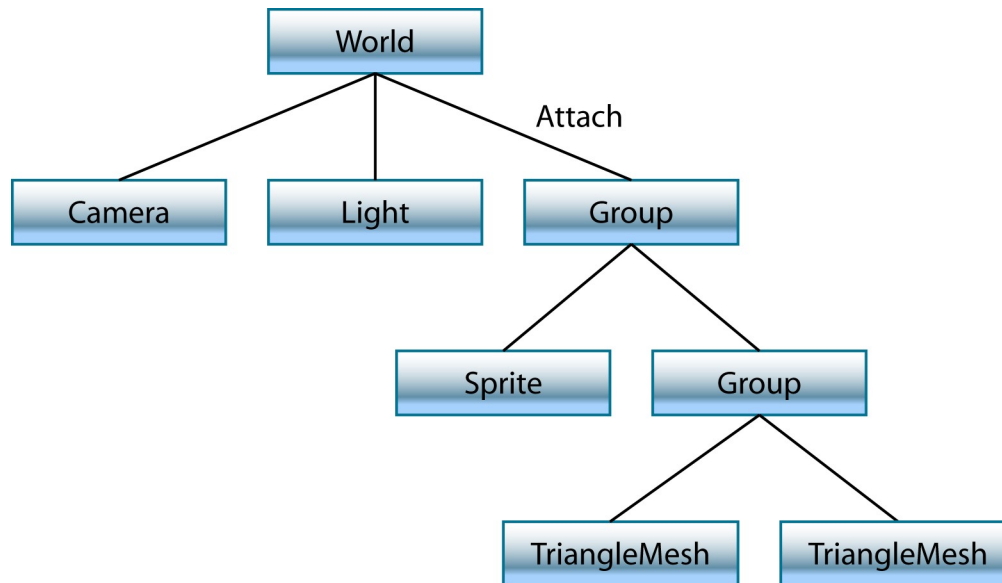 World
Attach
Camera
Light
Group
Sprite
Group
TriangleMesh
TriangleMesh